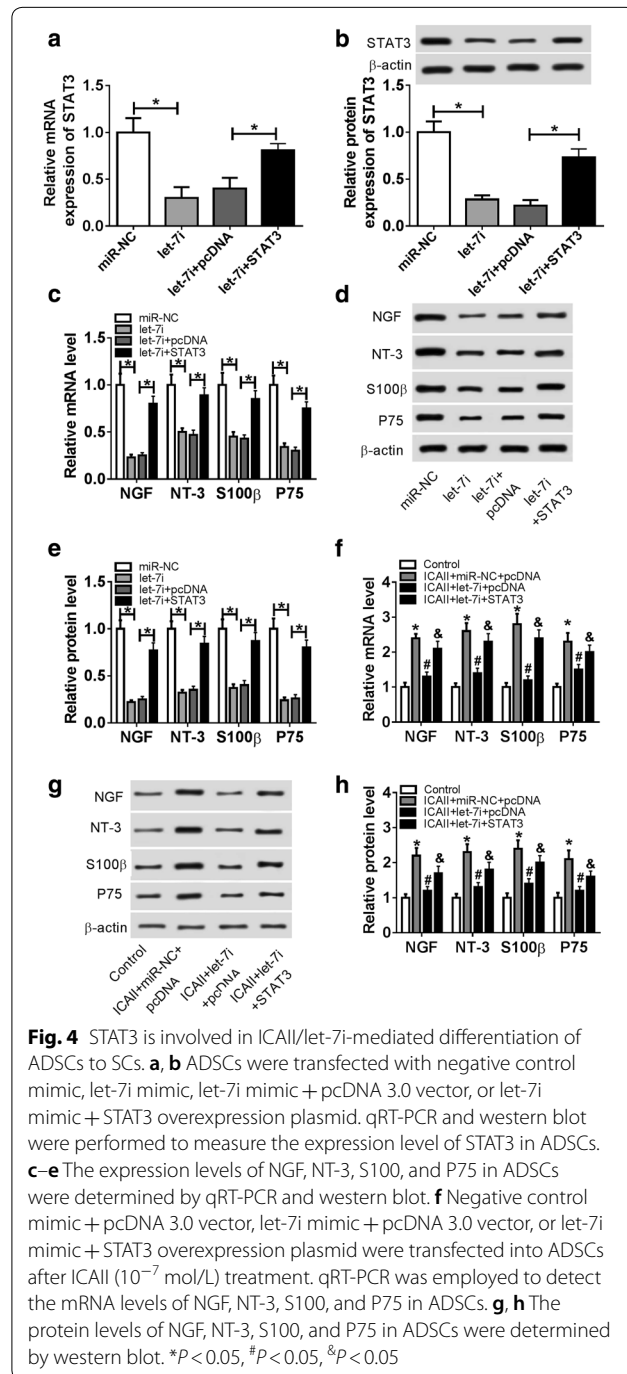 a
Relative mRNA
expression of STAT3
1.5
1.0
0.5
0.0
*
*
miR-NC
let-7i
let-7i+pcDNA
let-7i+STAT3
b
STAT3
β-actin
Relative protein
expression of STAT3
1.5
1.0
0.5
0.0
*
*
miR-NC
let-7i
let-7i+pcDNA
let-7i+STAT3
c
miR-NC
let-7i
let-7i+pcDNA
let-7i+STAT3
Relative mRNA level
1.5
1.0
0.5
0.0
* * * * * * * *
NGF NT-3 S100β P75
d
NGF
NT-3
S100β
P75
β-actin
miR-NC
let-7i
let-7i+
pcDNA
let-7i
+STAT3
e
miR-NC
let-7i
let-7i+pcDNA
let-7i+STAT3
Relative protein level
1.5
1.0
0.5
0.0
* * * * * * * *
NGF NT-3 S100β P75
f
Control
ICAII+miR-NC+pcDNA
ICAII+let-7i+pcDNA
ICAII+let-7i+STAT3
Relative mRNA level
4
3
2
1
0
* # & * # & * # & * # &
NGF NT-3 S100β P75
g
NGF
NT-3
S100β
P75
β-actin
Control
ICAII+miR-NC+
pcDNA
ICAII+let-7i
+pcDNA
ICAII+let-7i
+STAT3
h
Control
ICAII+miR-NC+pcDNA
ICAII+let-7i+pcDNA
ICAII+let-7i+STAT3
Relative protein level
4
3
2
1
0
* # & * # & * # & * # &
NGF NT-3 S100β P75
Fig. 4 STAT3 is involved in ICAII/let-7i-mediated differentiation of
ADSCs to SCs. a, b ADSCs were transfected with negative control
mimic, let-7i mimic, let-7i mimic + pcDNA 3.0 vector, or let-7i
mimic + STAT3 overexpression plasmid. qRT-PCR and western blot
were performed to measure the expression level of STAT3 in ADSCs.
c–e The expression levels of NGF, NT-3, S100, and P75 in ADSCs
were determined by qRT-PCR and western blot. f Negative control
mimic + pcDNA 3.0 vector, let-7i mimic + pcDNA 3.0 vector, or let-7i
mimic + STAT3 overexpression plasmid were transfected into ADSCs
after ICAII (10⁻⁷ mol/L) treatment. qRT-PCR was employed to detect
the mRNA levels of NGF, NT-3, S100, and P75 in ADSCs. g, h The
protein levels of NGF, NT-3, S100, and P75 in ADSCs were determined
by western blot. *P < 0.05, #P < 0.05, &P < 0.05